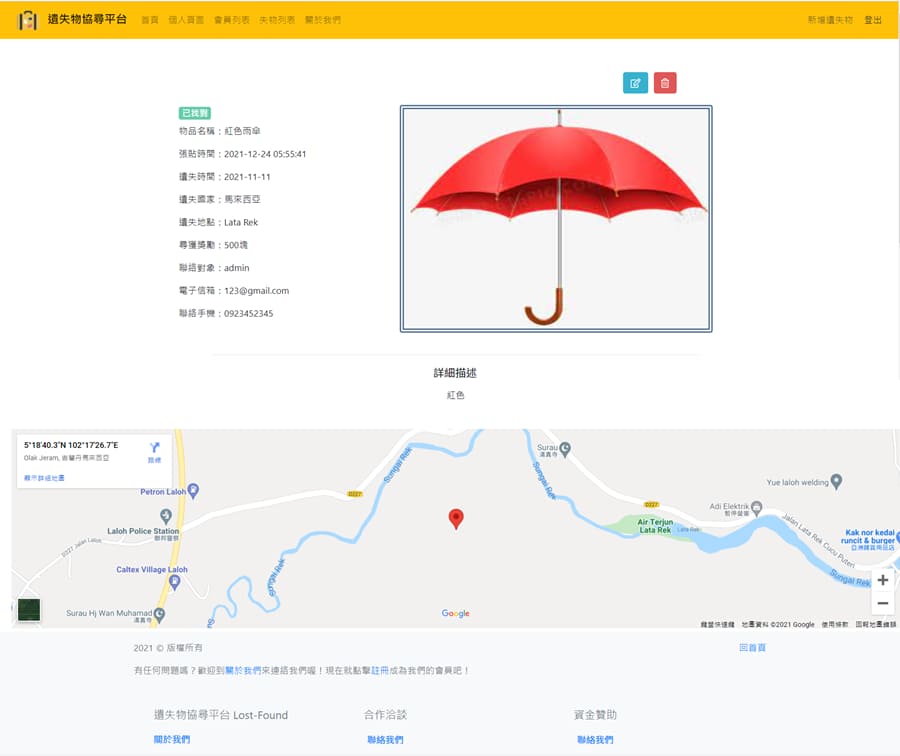 遺失物協尋平台 首頁 個人頁面 會員列表 失物列表 關於我們 新增遺失物 登出
已找到
物品名稱：紅色雨傘
張貼時間：2021-12-24 05:55:41
遺失時間：2021-11-11
遺失國家：馬來西亞
遺失地點：Lata Rek
尋獲獎勵：500塊
聯絡對象：admin
電子信箱：123@gmail.com
聯絡手機：0923452345
詳細描述
紅色
5°18'40.3"N 102°17'26.7"E
Olak Jeram, 吉蘭丹馬來西亞
路線
顯示詳細地圖
Sungai Rek
Surau
清真寺
Petron Laloh
D227
Sungai Rek
D227
Yue laloh welding
Adi Elektrik
暫停營業
Laloh Police Station
Air Terjun
Lata Rek
Lata Rek
Jalan Lata Rek Cucu Puteri
Kak nor kedai
runcit & burger
D227 Jalan Laloh
Caltex Village Laloh
Sungai Rek
Sungai Rek
Surau Hj Wan Muhamad
清真寺
Google
鍵盤快速鍵 地圖資料 ©2021 Google 使用條款 回報地圖錯誤
2021 © 版權所有 回首頁
有任何問題嗎？歡迎到關於我們來連絡我們喔！現在就點擊註冊成為我們的會員吧！
遺失物協尋平台 Lost-Found 合作洽談 資金贊助
關於我們 聯絡我們 聯絡我們